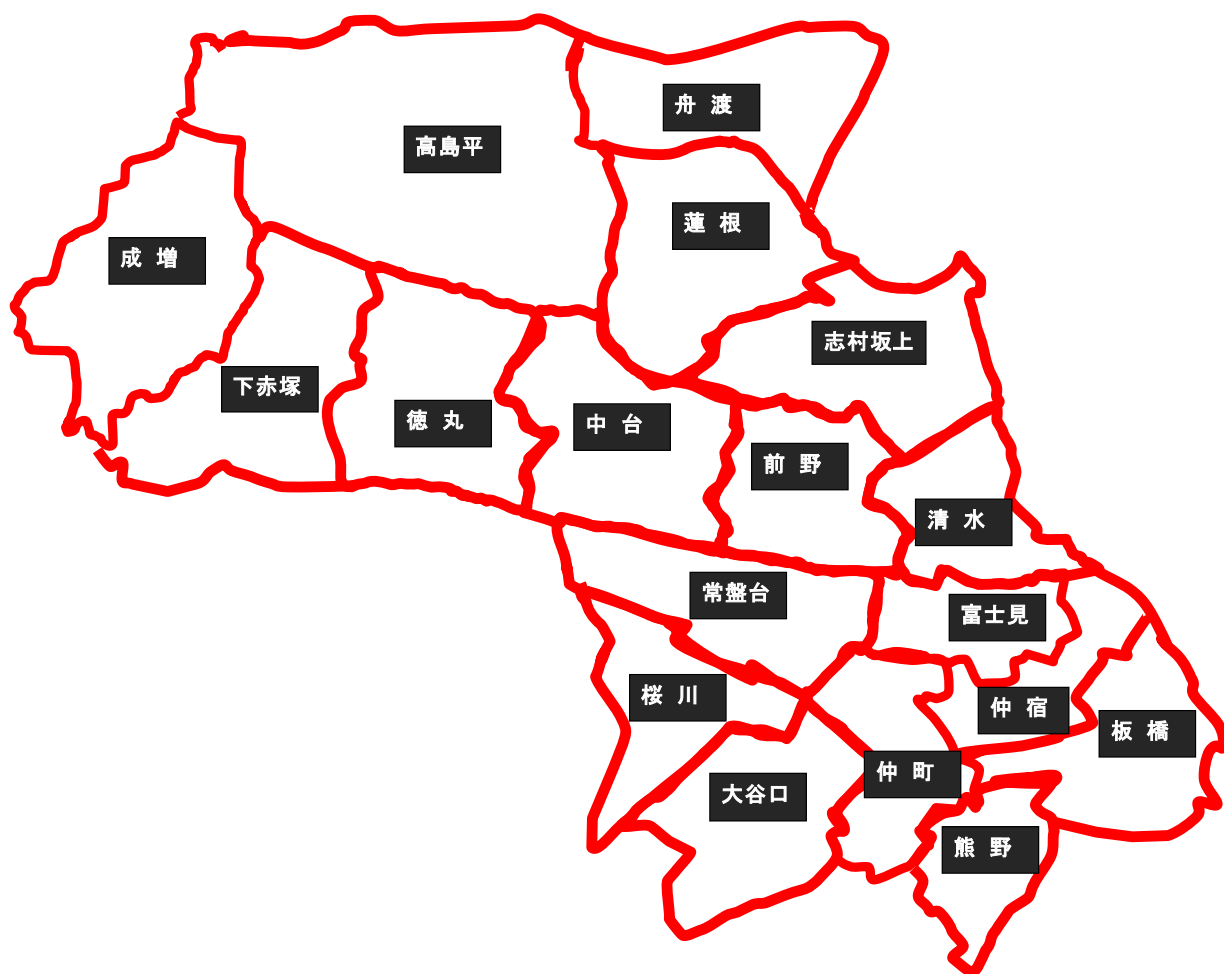 舟 渡
高島平
蓮 根
成 増
志村坂上
下赤塚
徳 丸
中 台
前 野
清 水
常盤台
富士見
桜 川
仲 宿
板 橋
仲 町
大谷口
熊 野